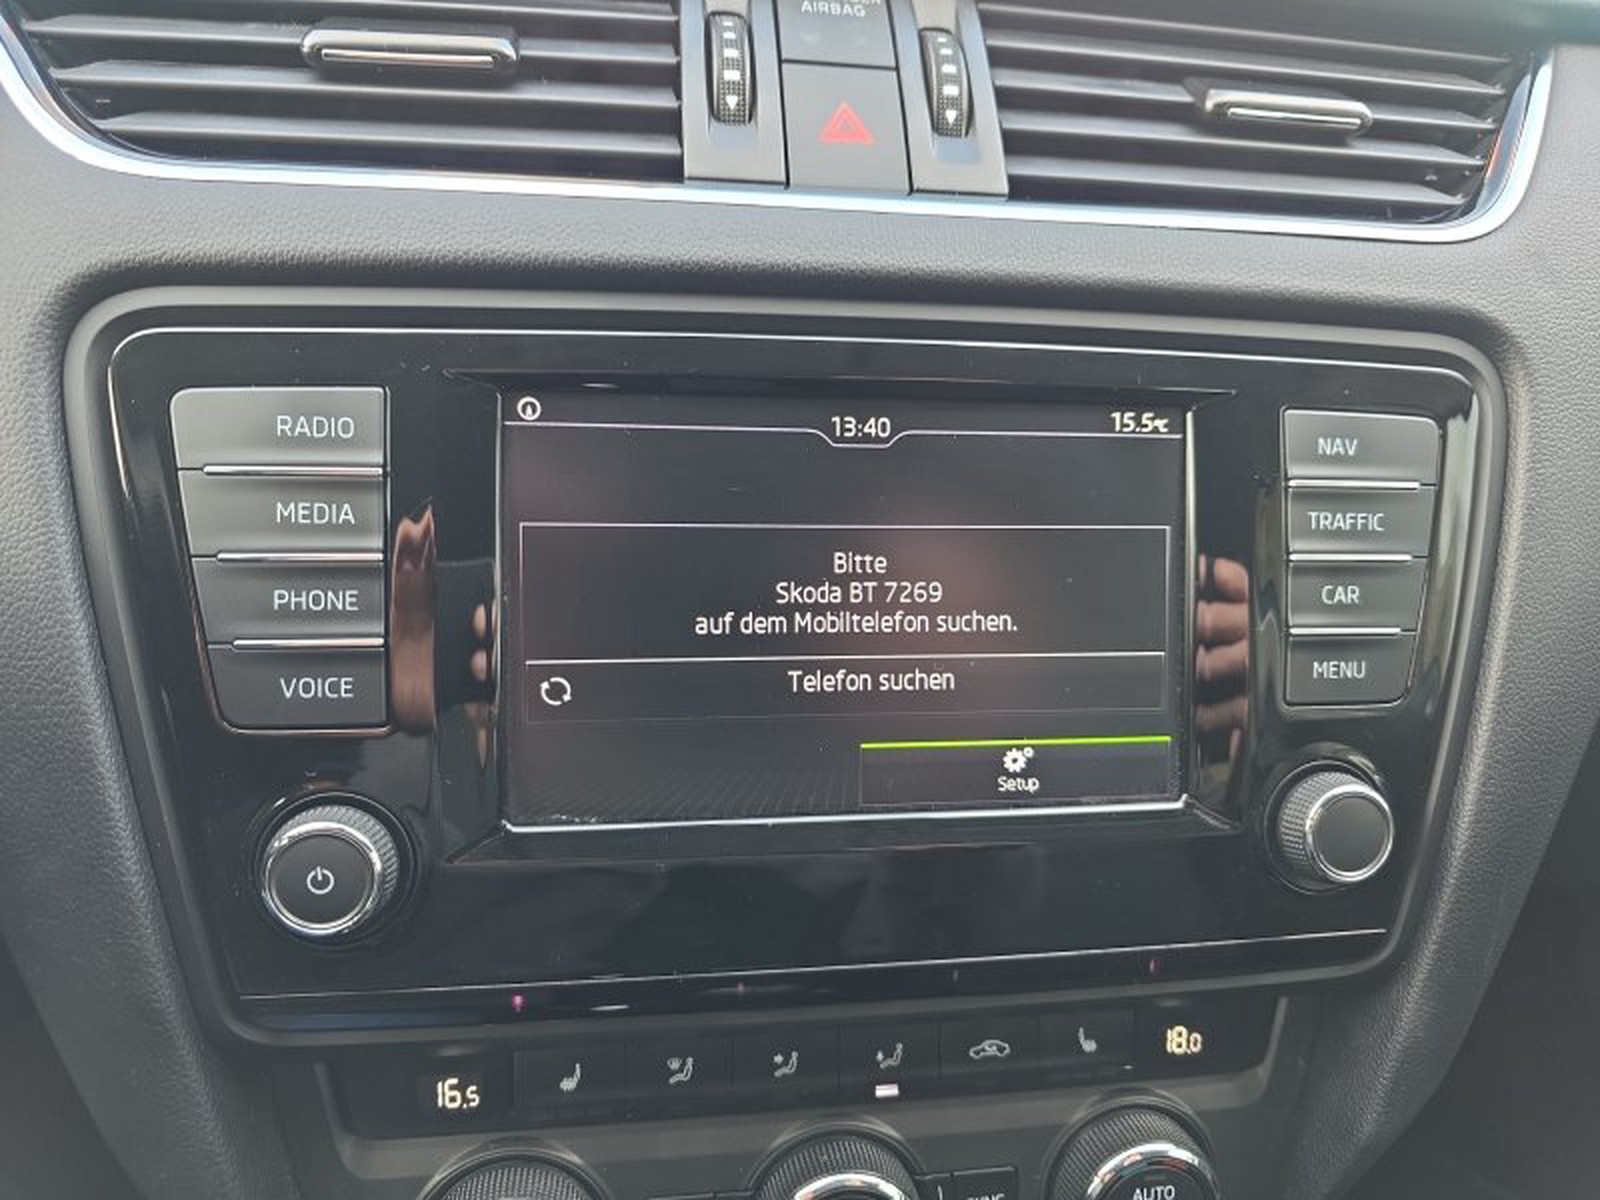 AIRBAG
RADIO
MEDIA
PHONE
VOICE
13:40
15.5°C
Bitte
Skoda BT 7269
auf dem Mobiltelefon suchen.
Telefon suchen
Setup
NAV
TRAFFIC
CAR
MENU
16.5
18.0
AUTO